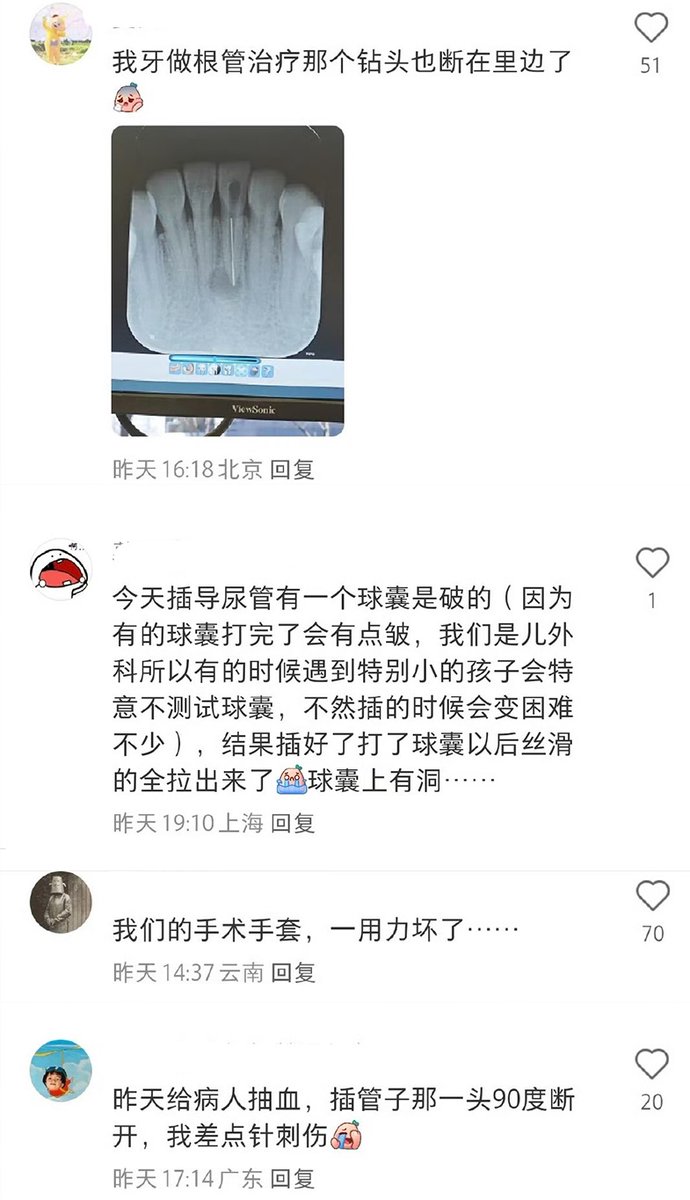 我牙做根管治疗那个钻头也断在里边了
51
ViewSonic
昨天 16:18 北京 回复
今天插导尿管有一个球囊是破的（因为
1
有的球囊打完了会有点皱，我们是儿外
科所以有的时候遇到特别小的孩子会特
意不测试球囊，不然插的时候会变困难
不少），结果插好了打了球囊以后丝滑
的全拉出来了球囊上有洞……
昨天 19:10 上海 回复
我们的手术手套，一用力坏了……
70
昨天 14:37 云南 回复
昨天给病人抽血，插管子那一头90度断
20
开，我差点针刺伤
昨天 17:14 广东 回复